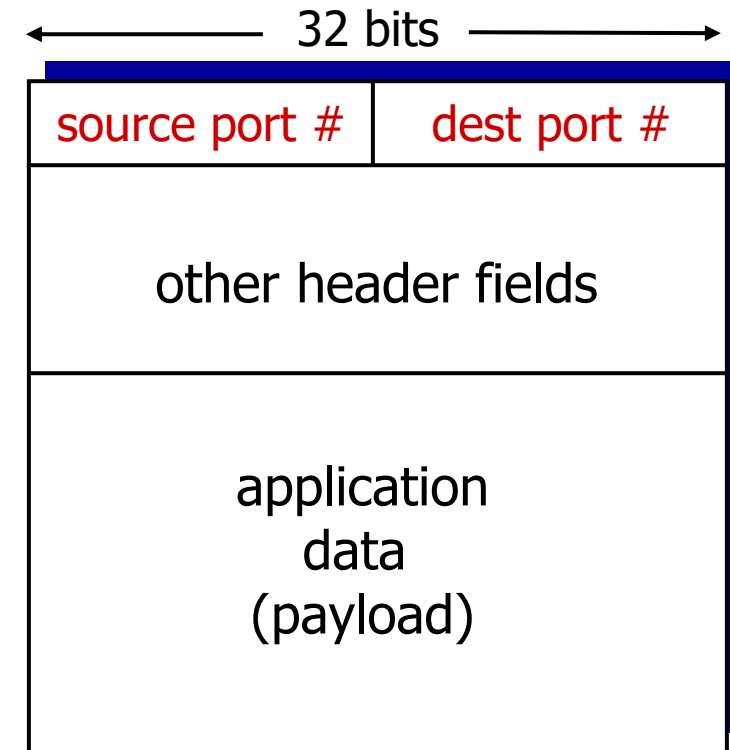 32 bits
source port # dest port #
other header fields
application
data
(payload)